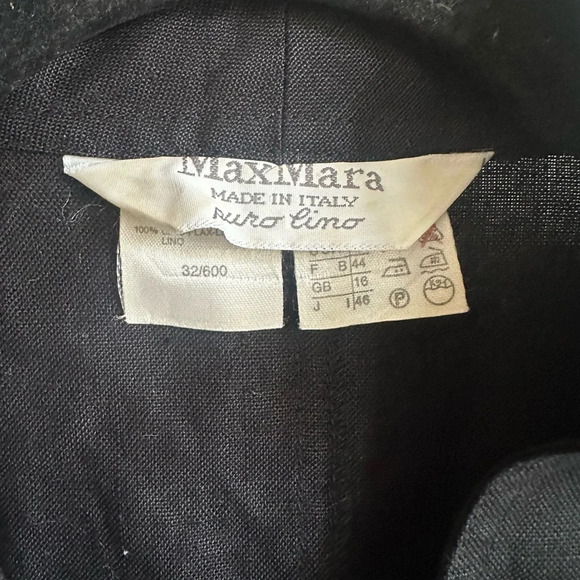 MaxMara
MADE IN ITALY
puro lino
100%
LINO
32/600
F B 44
GB 16
J I 46
P